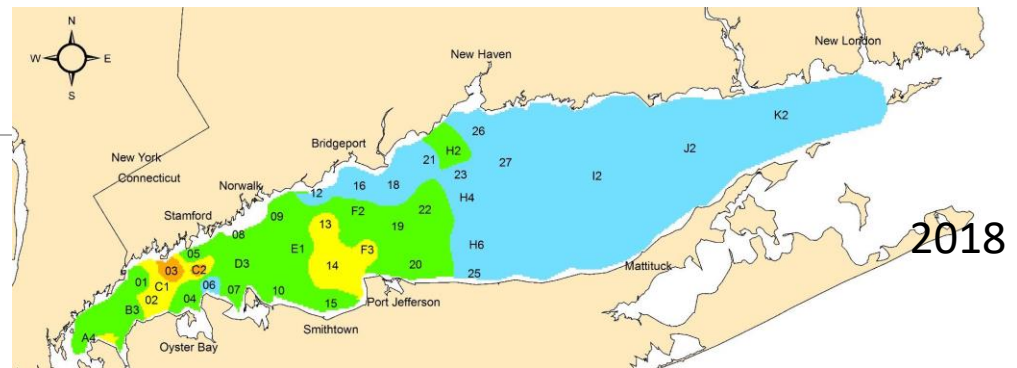 N
W E
S
New London
New Haven
K2
26
Bridgeport
H2
J2
21
27
New York
23
I2
Connecticut
16
18
Norwalk
12
H4
F2
22
Stamford
09
13
19
08
H6
2018
05
E1
F3
03
C2
D3
14
20
25
Mattituck
01
C1
06
07
10
02
04
15
Port Jefferson
B3
Smithtown
A4
Oyster Bay